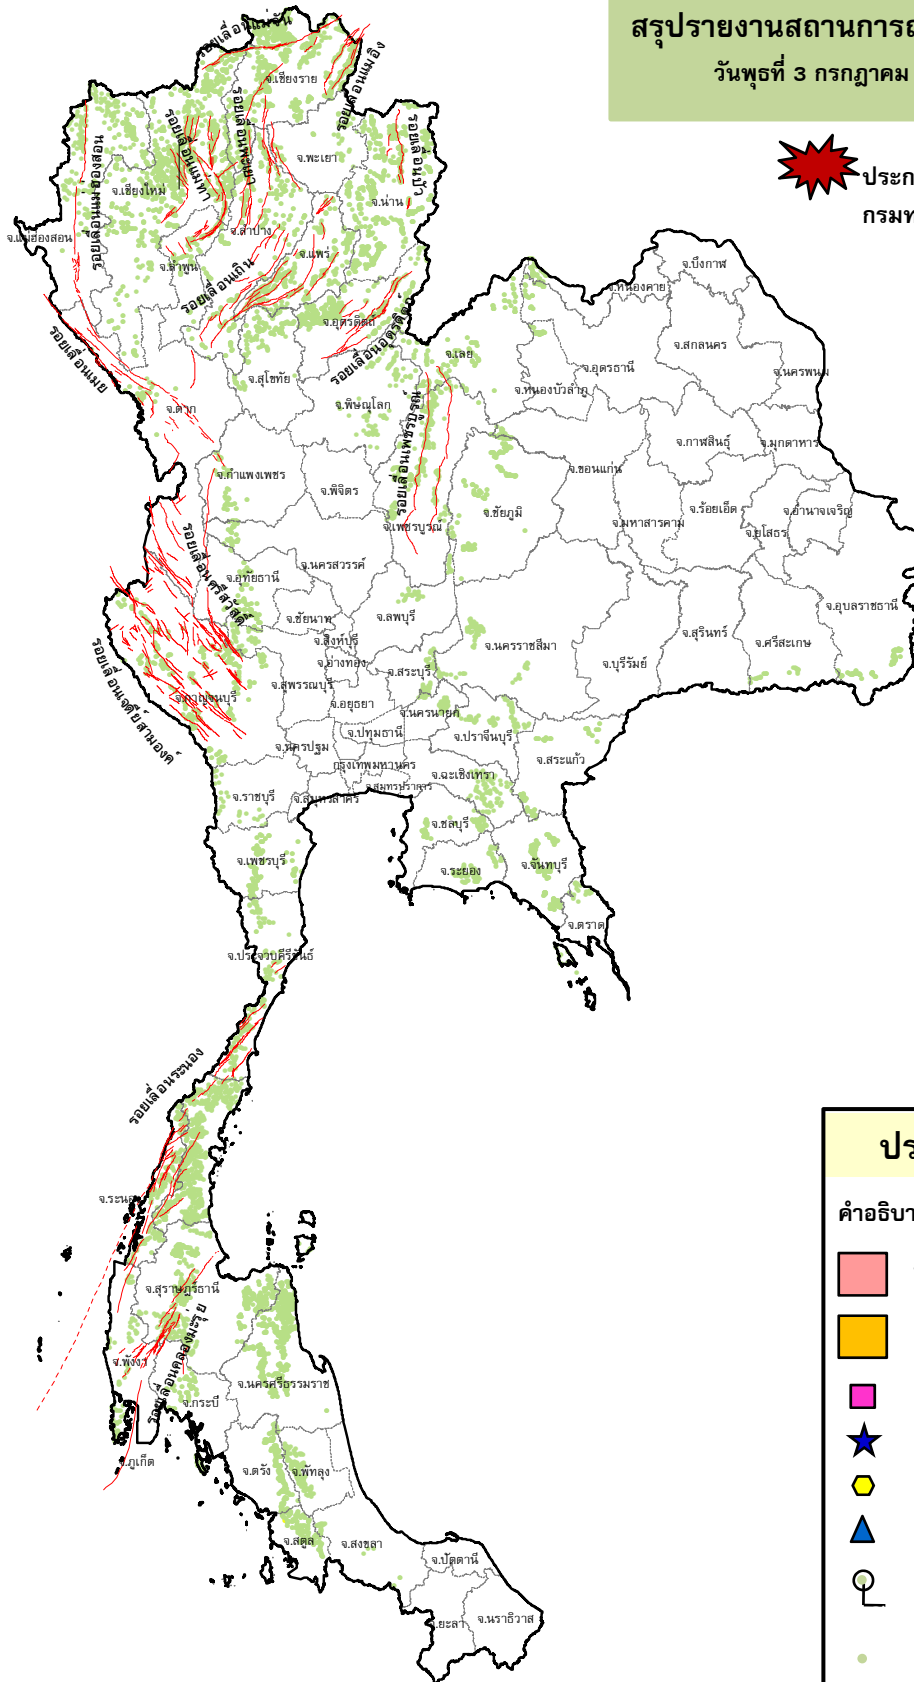 สรุปรายงานสถานการณ์
วันพุธที่ 3 กรกฎาคม
ประก
กรมท
รอยเลื่อนแม่จัน
จ.เชียงราย
รอยเลื่อนแม่อิง
รอยเลื่อนพะเยา
รอยเลื่อนแม่ทา
รอยเลื่อนปัว
จ.พะเยา
รอยเลื่อนแม่ฮ่องสอน
จ.เชียงใหม่
จ.น่าน
จ.แม่ฮ่องสอน
จ.ลำปาง
จ.แพร่
จ.ลำพูน
รอยเลื่อนเถิน
จ.บึงกาฬ
จ.หนองคาย
จ.อุตรดิตถ์
รอยเลื่อนอุตรดิตถ์
รอยเลื่อนเมย
จ.สุโขทัย
จ.เลย
จ.สกลนคร
จ.อุดรธานี
จ.นครพนม
จ.หนองบัวลำภู
จ.ตาก
จ.พิษณุโลก
รอยเลื่อนเพชรบูรณ์
จ.กาฬสินธุ์
จ.มุกดาหาร
จ.กำแพงเพชร
จ.ขอนแก่น
จ.พิจิตร
จ.ชัยภูมิ
จ.ร้อยเอ็ด
จ.อำนาจเจริญ
จ.เพชรบูรณ์
จ.มหาสารคาม
จ.ยโสธร
รอยเลื่อนศรีสวัสดิ์
จ.นครสวรรค์
จ.อุทัยธานี
จ.อุบลราชธานี
จ.ชัยนาท
จ.ลพบุรี
จ.สิงห์บุรี
จ.นครราชสีมา
จ.สุรินทร์
จ.ศรีสะเกษ
จ.อ่างทอง
จ.บุรีรัมย์
จ.สระบุรี
รอยเลื่อนเจดีย์สามองค์
จ.กาญจนบุรี
จ.สุพรรณบุรี
จ.อยุธยา
จ.นครนายก
จ.ปทุมธานี
จ.ปราจีนบุรี
จ.นครปฐม
จ.สระแก้ว
กรุงเทพมหานคร
จ.ฉะเชิงเทรา
จ.สมุทรปราการ
จ.ราชบุรี
จ.สมุทรสาคร
จ.ชลบุรี
จ.เพชรบุรี
จ.ระยอง
จ.จันทบุรี
จ.ตราด
จ.ประจวบคีรีขันธ์
รอยเลื่อนระนอง
จ.ระนอง
จ.สุราษฎร์ธานี
รอยเลื่อนคลองมะรุ่ย
จ.พังงา
จ.นครศรีธรรมราช
จ.กระบี่
จ.ภูเก็ต
จ.ตรัง
จ.พัทลุง
จ.สตูล
จ.สงขลา
จ.ปัตตานี
จ.ยะลา
จ.นราธิวาส
ปร
คำอธิบา